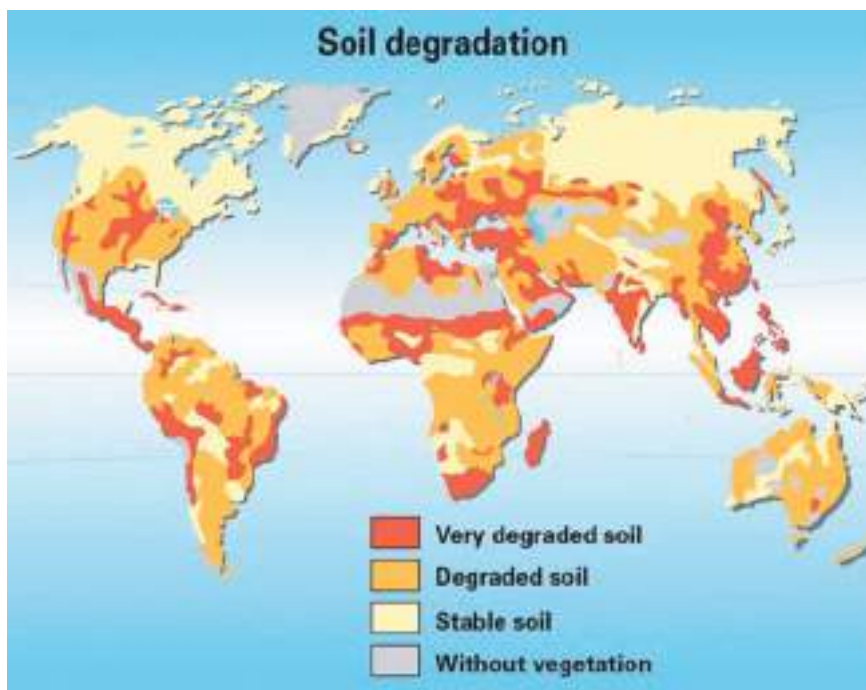 Soil degradation
Very degraded soil
Degraded soil
Stable soil
Without vegetation